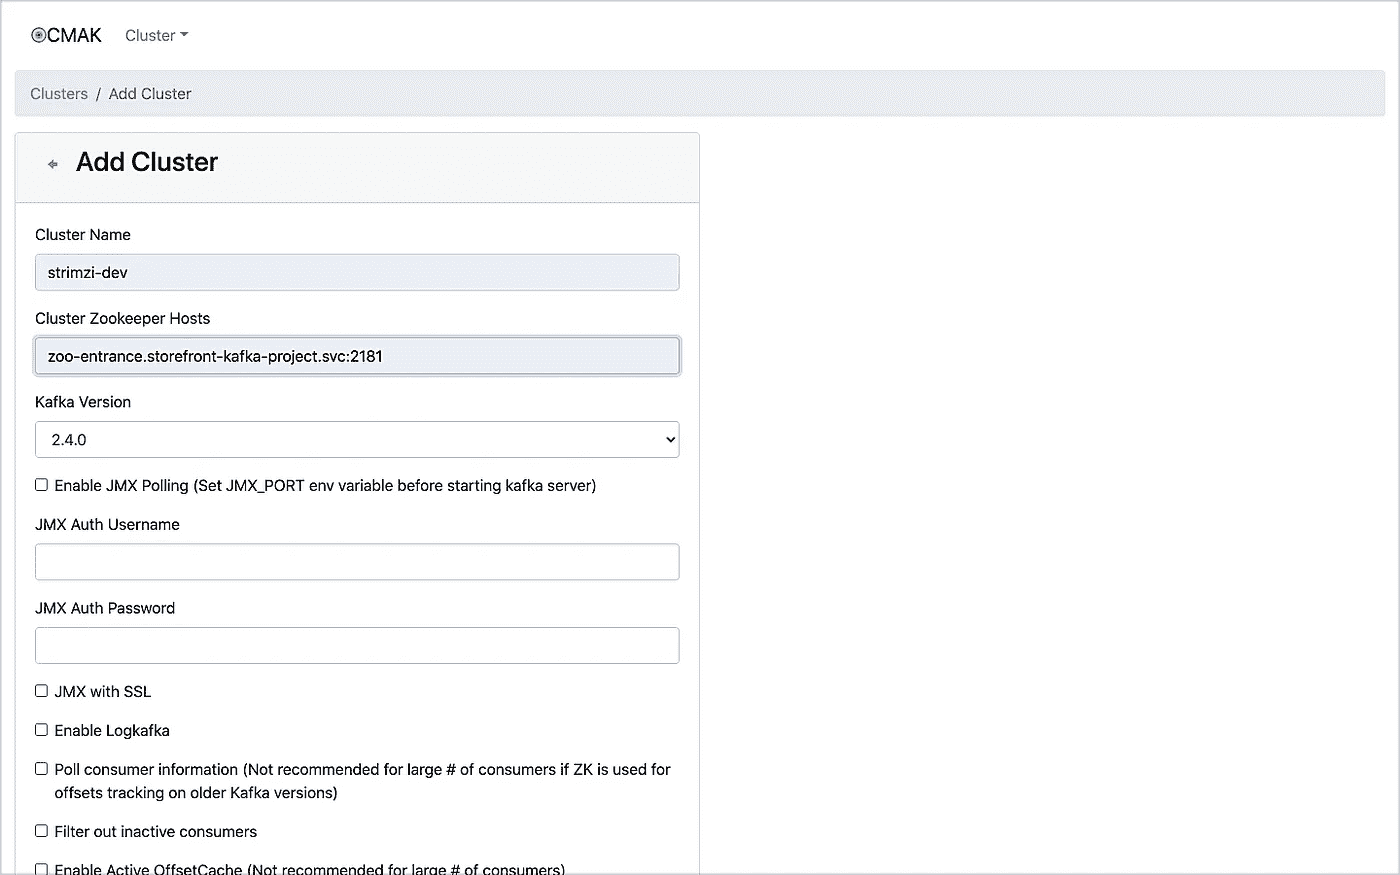 CMAK Cluster
Clusters / Add Cluster
Add Cluster
Cluster Name
strimzi-dev
Cluster Zookeeper Hosts
zoo-entrance.storefront-kafka-project.svc:2181
Kafka Version
2.4.0
Enable JMX Polling (Set JMX_PORT env variable before starting kafka server)
JMX Auth Username
JMX Auth Password
JMX with SSL
Enable Logkafka
Poll consumer information (Not recommended for large # of consumers if ZK is used for
offsets tracking on older Kafka versions)
Filter out inactive consumers
Enable Active OffsetCache (Not recommended for large # of consumers)